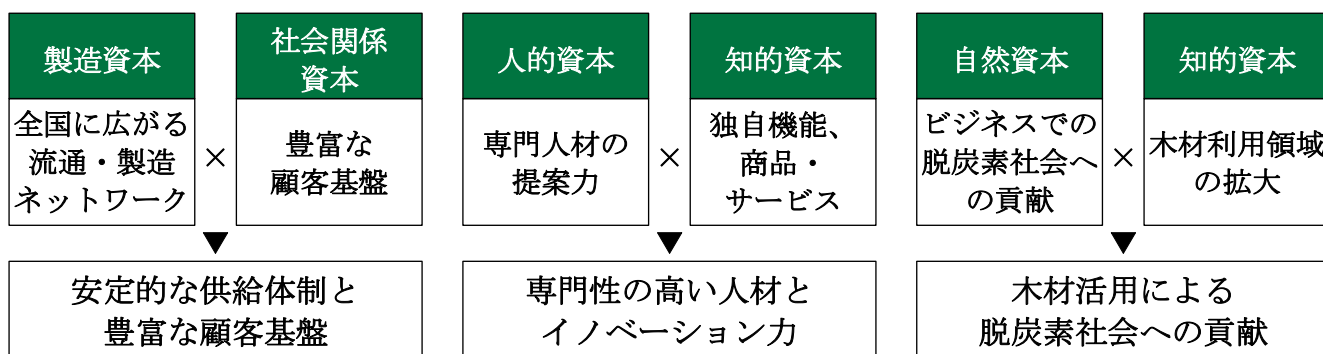 製造資本
全国に広がる
流通・製造
ネットワーク
×
社会関係
資本
豊富な
顧客基盤
安定的な供給体制と
豊富な顧客基盤
人的資本
専門人材の
提案力
×
知的資本
独自機能、
商品・
サービス
専門性の高い人材と
イノベーション力
自然資本
ビジネスでの
脱炭素社会へ
の貢献
×
知的資本
木材利用領域
の拡大
木材活用による
脱炭素社会への貢献